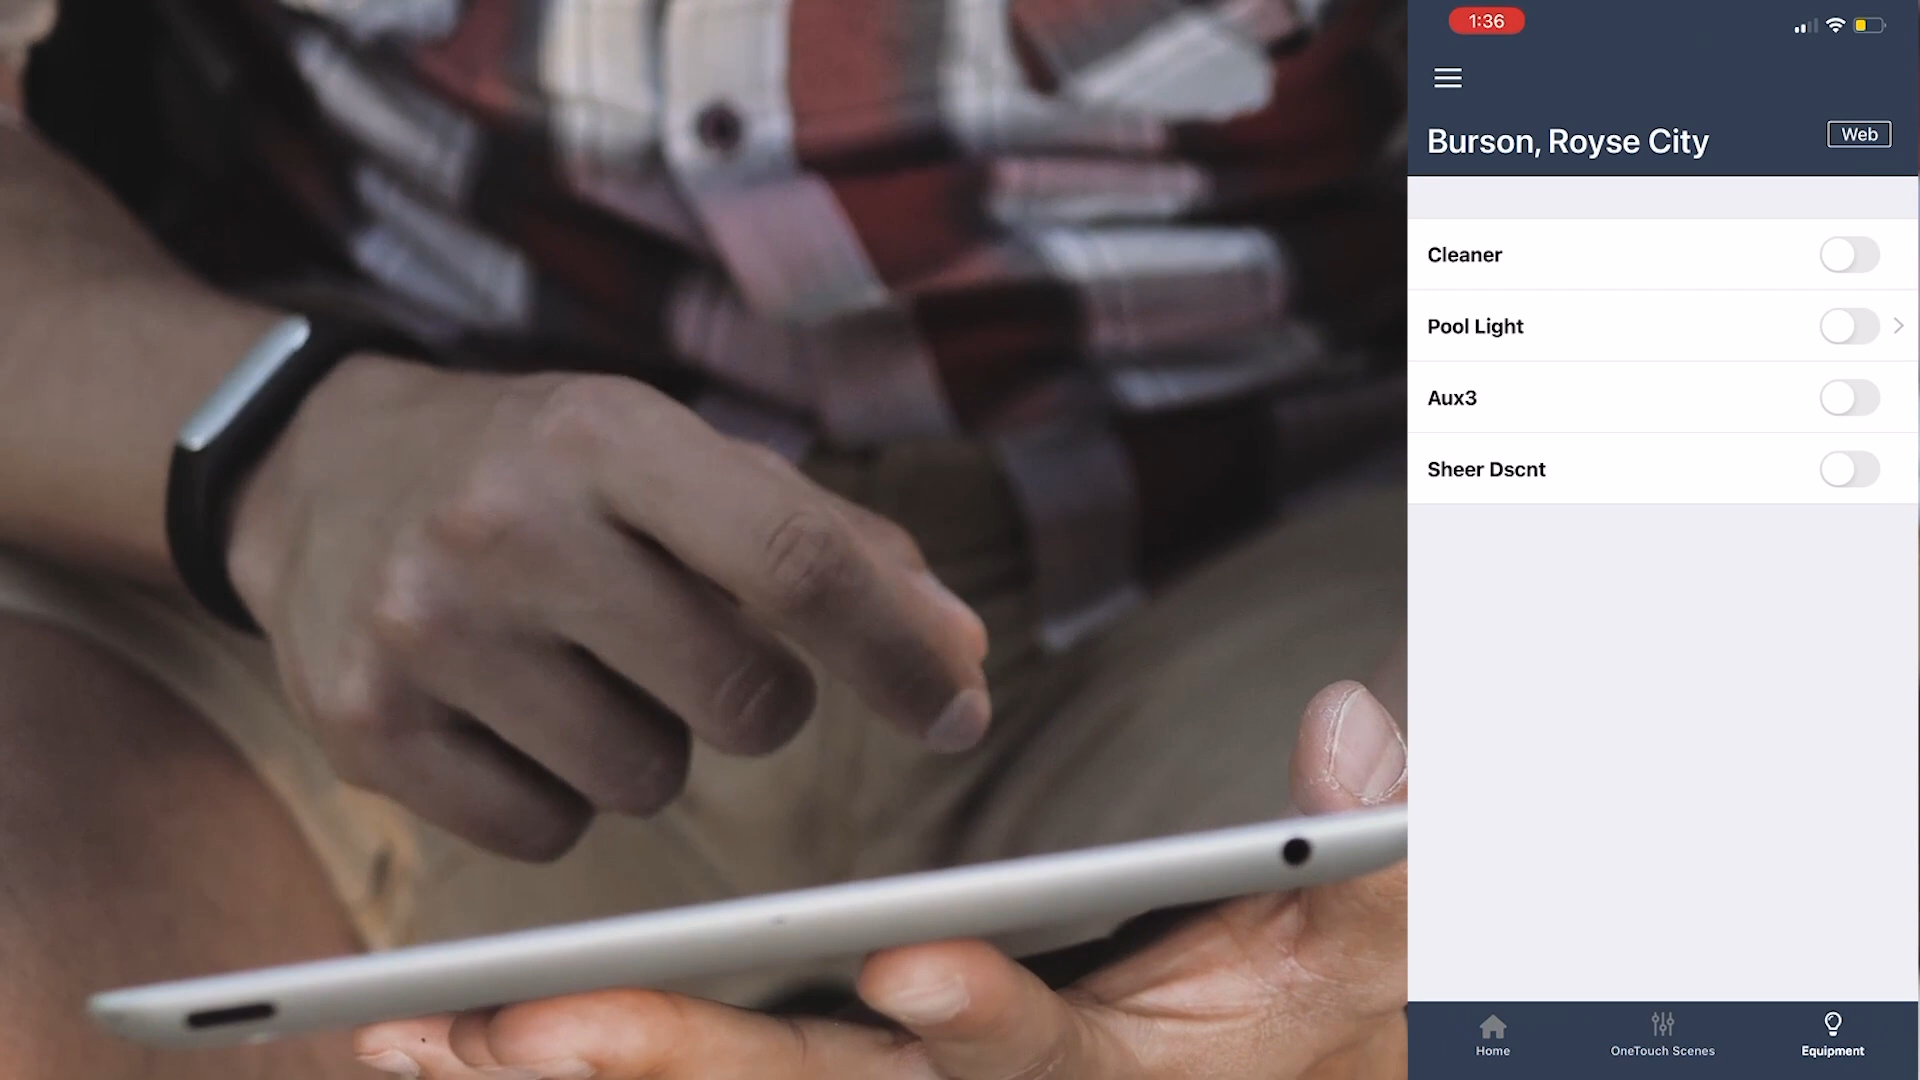 1:36
Burson, Royse City
Web
Cleaner
Pool Light
Aux3
Sheer Dscnt
Home
OneTouch Scenes
Equipment